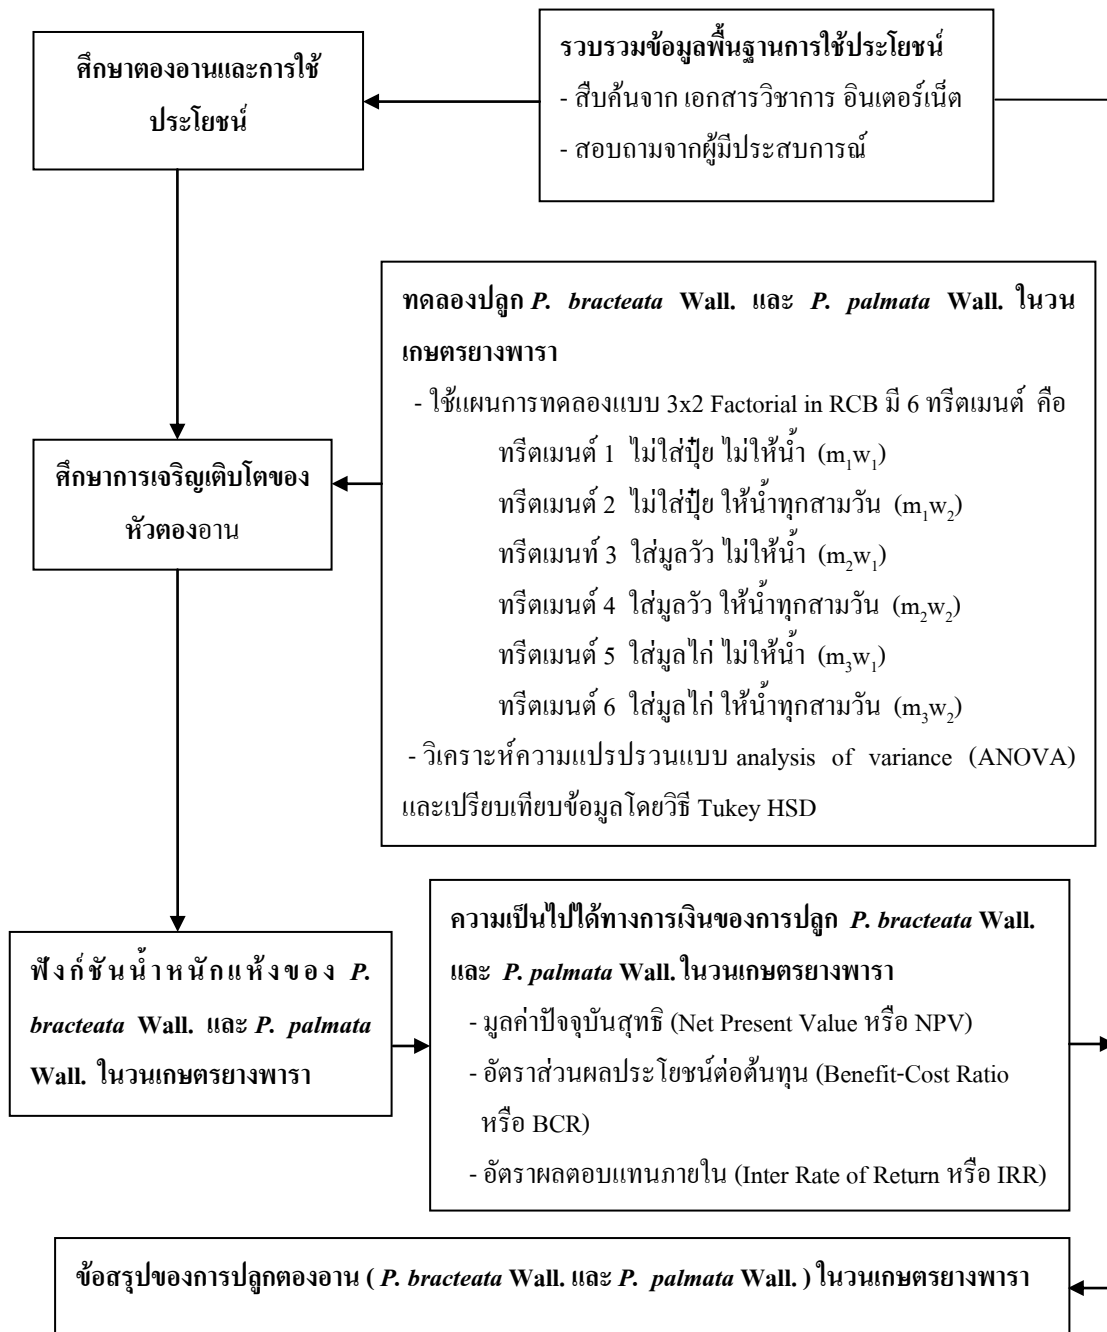 ศึกษาตองอานและการใช้
ประโยชน์
รวบรวมข้อมูลพื้นฐานการใช้ประโยชน์
- สืบค้นจาก เอกสารวิชาการ อินเตอร์เน็ต
- สอบถามจากผู้มีประสบการณ์
ทดลองปลูก P. bracteata Wall. และ P. palmata Wall. ในวน
เกษตรยางพารา
- ใช้แผนการทดลองแบบ 3x2 Factorial in RCB มี 6 ทรีตเมนต์ คือ
ทรีตเมนต์ 1 ไม่ใส่ปุ๋ย ไม่ให้น้ำ (m₁w₁)
ทรีตเมนต์ 2 ไม่ใส่ปุ๋ย ให้น้ำทุกสามวัน (m₁w₂)
ทรีตเมนท์ 3 ใส่มูลวัว ไม่ให้น้ำ (m₂w₁)
ทรีตเมนต์ 4 ใส่มูลวัว ให้น้ำทุกสามวัน (m₂w₂)
ทรีตเมนต์ 5 ใส่มูลไก่ ไม่ให้น้ำ (m₃w₁)
ทรีตเมนต์ 6 ใส่มูลไก่ ให้น้ำทุกสามวัน (m₃w₂)
- วิเคราะห์ความแปรปรวนแบบ analysis of variance (ANOVA)
และเปรียบเทียบข้อมูลโดยวิธี Tukey HSD
ศึกษาการเจริญเติบโตของ
หัวตองอาน
ฟังก์ชันน้ำหนักแห้งของ P.
bracteata Wall. และ P. palmata
Wall. ในวนเกษตรยางพารา
ความเป็นไปได้ทางการเงินของการปลูก P. bracteata Wall.
และ P. palmata Wall. ในวนเกษตรยางพารา
- มูลค่าปัจจุบันสุทธิ (Net Present Value หรือ NPV)
- อัตราส่วนผลประโยชน์ต่อต้นทุน (Benefit-Cost Ratio
หรือ BCR)
- อัตราผลตอบแทนภายใน (Inter Rate of Return หรือ IRR)
ข้อสรุปของการปลูกตองอาน ( P. bracteata Wall. และ P. palmata Wall. ) ในวนเกษตรยางพารา